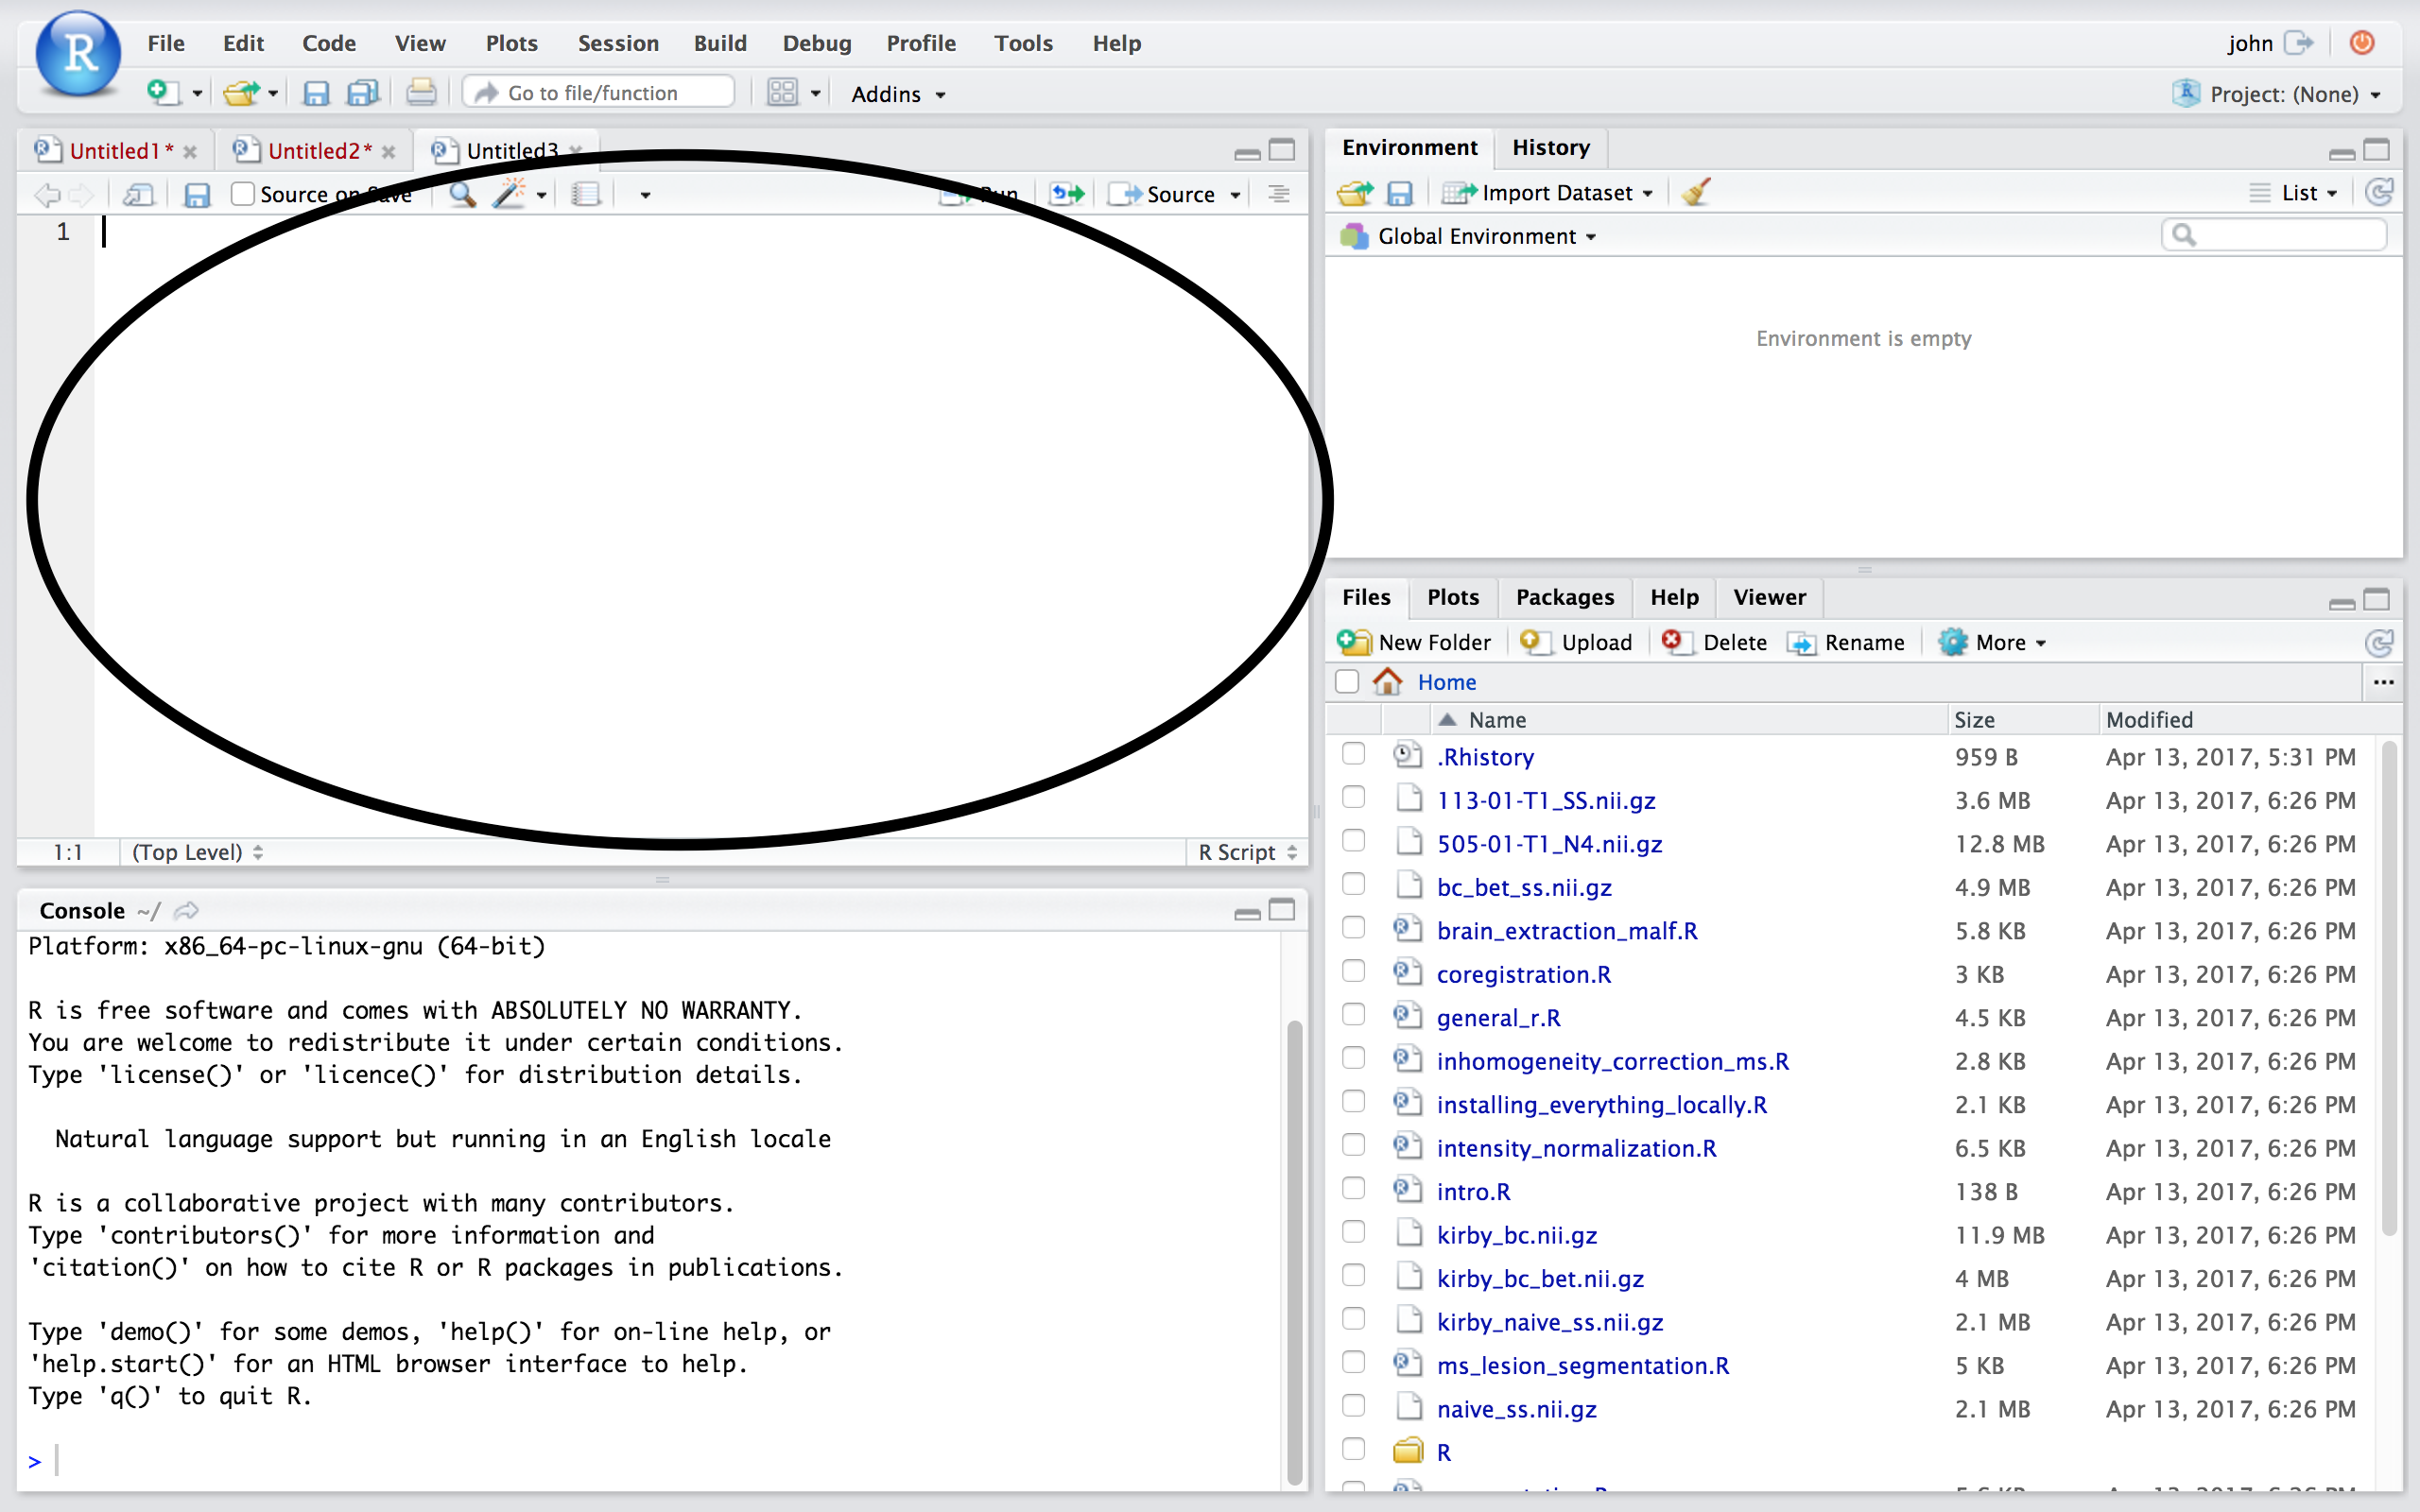 R File Edit Code View Plots Session Build Debug Profile Tools Help john
Go to file/function Addins Project: (None)
Untitled1* Untitled2* Untitled3
Source on Save Run Source
1
1:1 (Top Level) R Script
Console ~/
Platform: x86_64-pc-linux-gnu (64-bit)
R is free software and comes with ABSOLUTELY NO WARRANTY.
You are welcome to redistribute it under certain conditions.
Type 'license()' or 'licence()' for distribution details.
Natural language support but running in an English locale
R is a collaborative project with many contributors.
Type 'contributors()' for more information and
'citation()' on how to cite R or R packages in publications.
Type 'demo()' for some demos, 'help()' for on-line help, or
'help.start()' for an HTML browser interface to help.
Type 'q()' to quit R.
>
Environment History
Import Dataset List
Global Environment
Environment is empty
Files Plots Packages Help Viewer
New Folder Upload Delete Rename More
Home ...
Name Size Modified
.Rhistory 959 B Apr 13, 2017, 5:31 PM
113-01-T1_SS.nii.gz 3.6 MB Apr 13, 2017, 6:26 PM
505-01-T1_N4.nii.gz 12.8 MB Apr 13, 2017, 6:26 PM
bc_bet_ss.nii.gz 4.9 MB Apr 13, 2017, 6:26 PM
brain_extraction_malf.R 5.8 KB Apr 13, 2017, 6:26 PM
coregistration.R 3 KB Apr 13, 2017, 6:26 PM
general_r.R 4.5 KB Apr 13, 2017, 6:26 PM
inhomogeneity_correction_ms.R 2.8 KB Apr 13, 2017, 6:26 PM
installing_everything_locally.R 2.1 KB Apr 13, 2017, 6:26 PM
intensity_normalization.R 6.5 KB Apr 13, 2017, 6:26 PM
intro.R 138 B Apr 13, 2017, 6:26 PM
kirby_bc.nii.gz 11.9 MB Apr 13, 2017, 6:26 PM
kirby_bc_bet.nii.gz 4 MB Apr 13, 2017, 6:26 PM
kirby_naive_ss.nii.gz 2.1 MB Apr 13, 2017, 6:26 PM
ms_lesion_segmentation.R 5 KB Apr 13, 2017, 6:26 PM
naive_ss.nii.gz 2.1 MB Apr 13, 2017, 6:26 PM
R